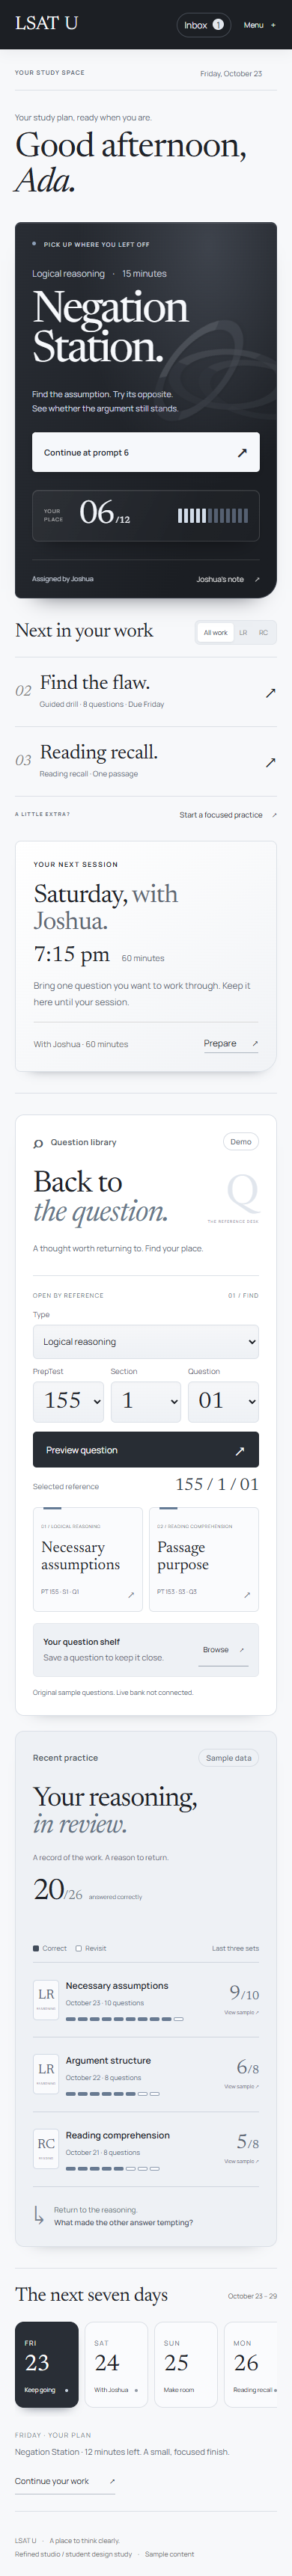 LSAT U
Inbox 1
Menu +
YOUR STUDY SPACE
Friday, October 23
Your study plan, ready when you are.
Good afternoon,
Ada.
PICK UP WHERE YOU LEFT OFF
Logical reasoning · 15 minutes
Negation
Station.
Find the assumption. Try its opposite.
See whether the argument still stands.
Continue at prompt 6 ↗
YOUR
PLACE
06/12
Assigned by Joshua
Joshua's note ↗
Next in your work
All work LR RC
02 Find the flaw. ↗
Guided drill · 8 questions · Due Friday
03 Reading recall. ↗
Reading recall · One passage
A LITTLE EXTRA?
Start a focused practice ↗
YOUR NEXT SESSION
Saturday, with
Joshua.
7:15 pm 60 minutes
Bring one question you want to work through. Keep it
here until your session.
With Joshua · 60 minutes
Prepare ↗
Question library
Demo
Back to
the question.
Q
THE REFERENCE DESK
A thought worth returning to. Find your place.
OPEN BY REFERENCE
01 / FIND
Type
Logical reasoning
PrepTest Section Question
155 1 01
Preview question ↗
Selected reference
155 / 1 / 01
01 / LOGICAL REASONING
Necessary
assumptions
PT 155 · S1 · Q1 ↗
02 / READING COMPREHENSION
Passage
purpose
PT 153 · S3 · Q3 ↗
Your question shelf
Save a question to keep it close.
Browse ↗
Original sample questions. Live bank not connected.
Recent practice
Sample data
Your reasoning,
in review.
A record of the work. A reason to return.
20/26 answered correctly
Correct Revisit
Last three sets
LR
Necessary assumptions
October 23 · 10 questions
9/10
View sample ↗
LR
Argument structure
October 22 · 8 questions
6/8
View sample ↗
RC
Reading comprehension
October 21 · 8 questions
5/8
View sample ↗
Return to the reasoning.
What made the other answer tempting?
The next seven days
October 23 – 29
FRI
23
Keep going
SAT
24
With Joshua
SUN
25
Make room
MON
26
Reading recall
FRIDAY · YOUR PLAN
Negation Station · 12 minutes left. A small, focused finish.
Continue your work ↗
LSAT U · A place to think clearly.
Refined studio / student design study · Sample content